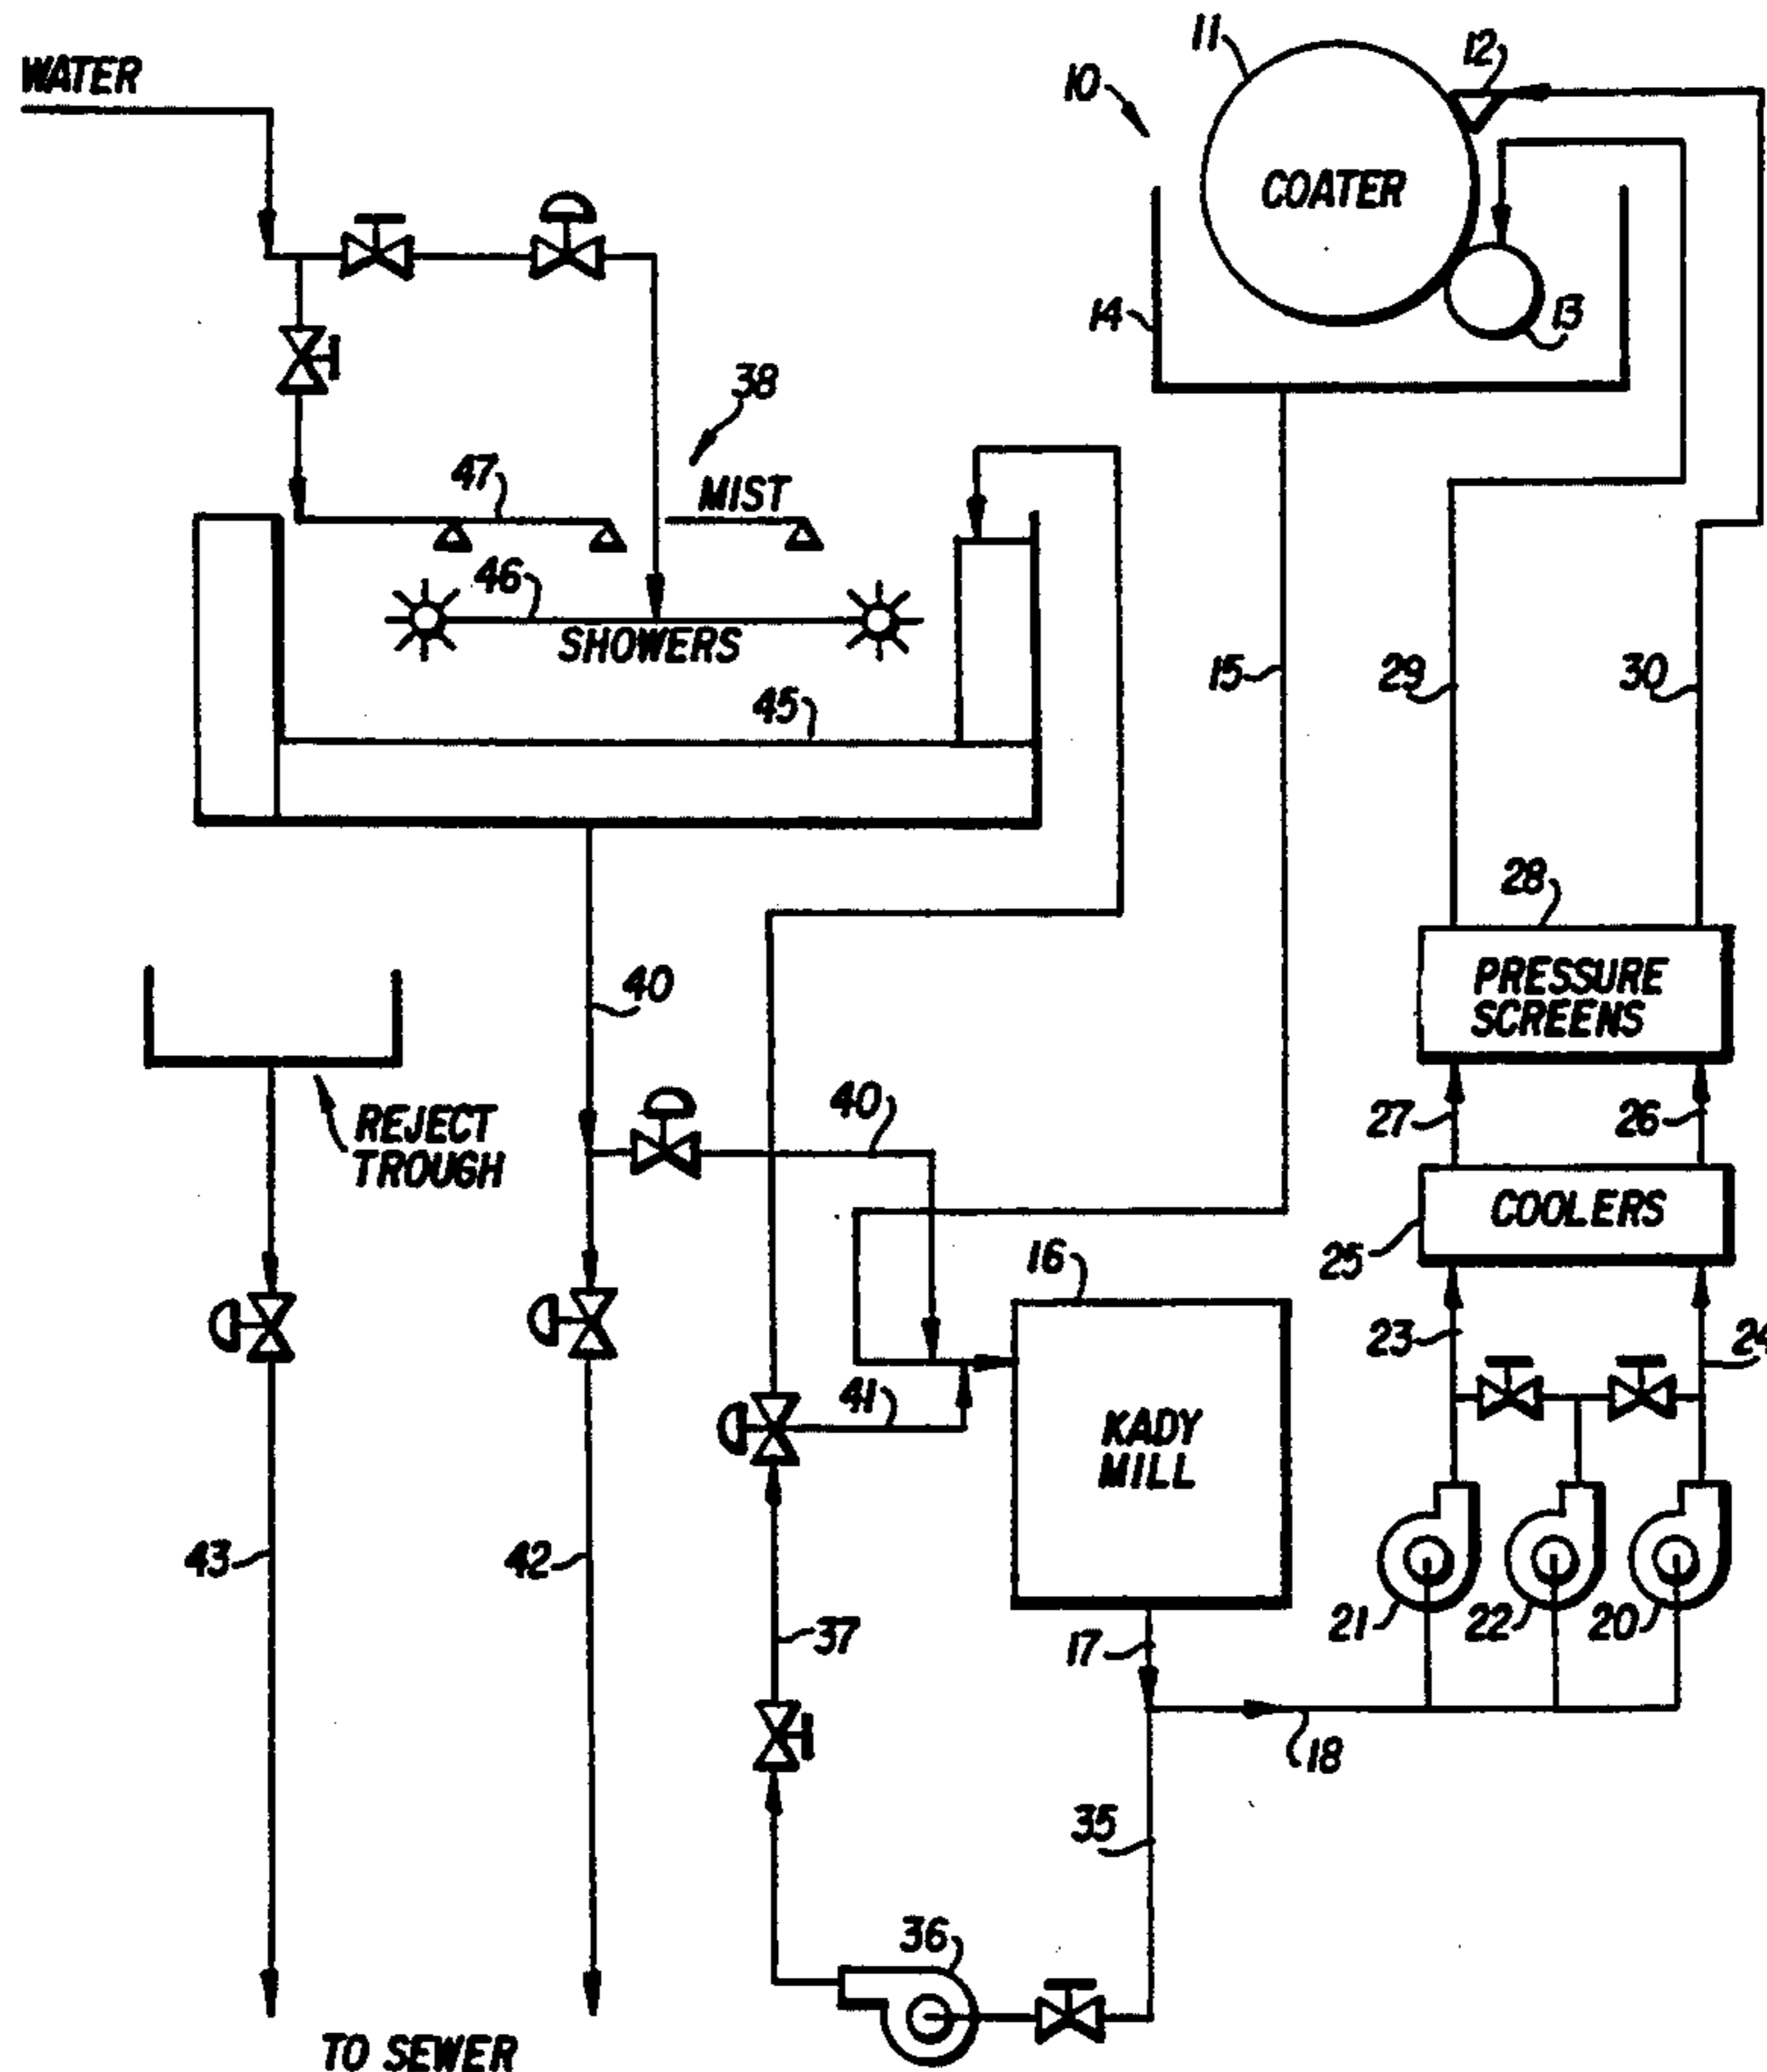 WATER
11
12
10
COATER
13
14
38
47
MIST
46
SHOWERS
15
29
30
45
28
PRESSURE
SCREENS
40
REJECT
TROUGH
40
27
26
COOLERS
25
16
23
24
41
KADY
MILL
43
42
37
17
21
22
20
18
35
36
TO SEWER